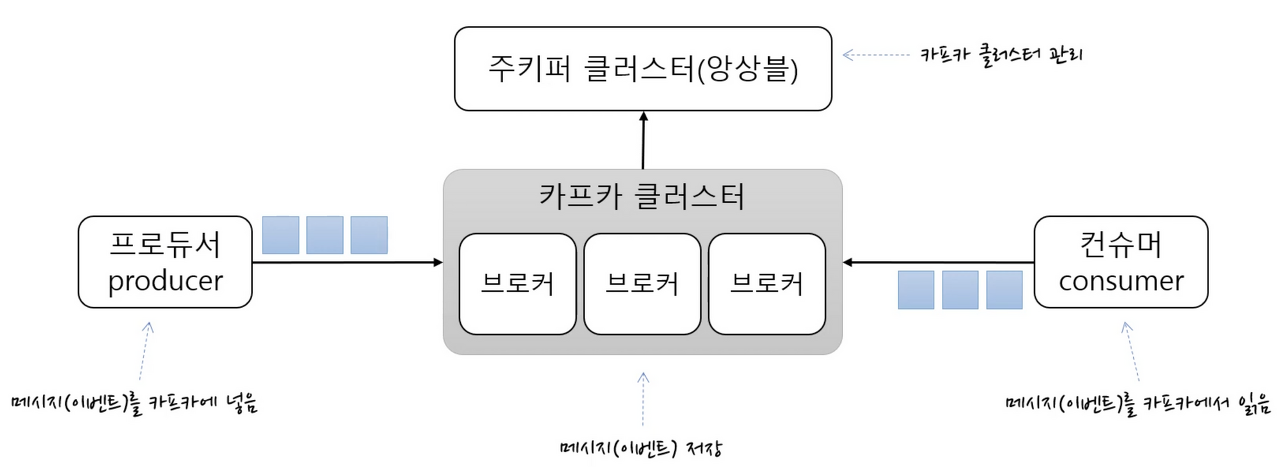 주키퍼 클러스터(앙상블)
카프카 클러스터 관리
카프카 클러스터
프로듀서
producer
브로커
브로커
브로커
컨슈머
consumer
메시지(이벤트)를 카프카에 넣음
메시지(이벤트) 저장
메시지(이벤트)를 카프카에서 읽음